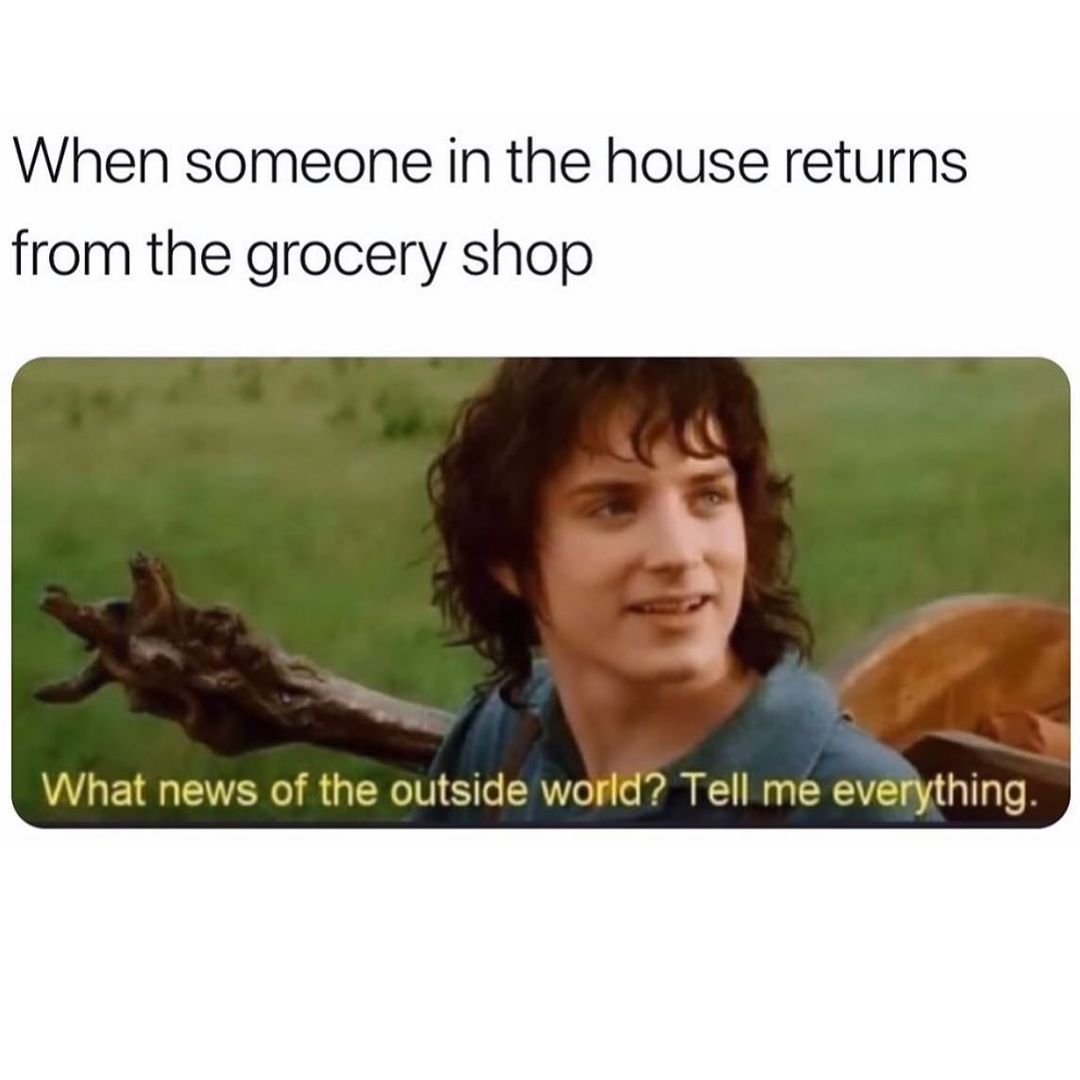 When someone in the house returns
from the grocery shop
What news of the outside world? Tell me everything.